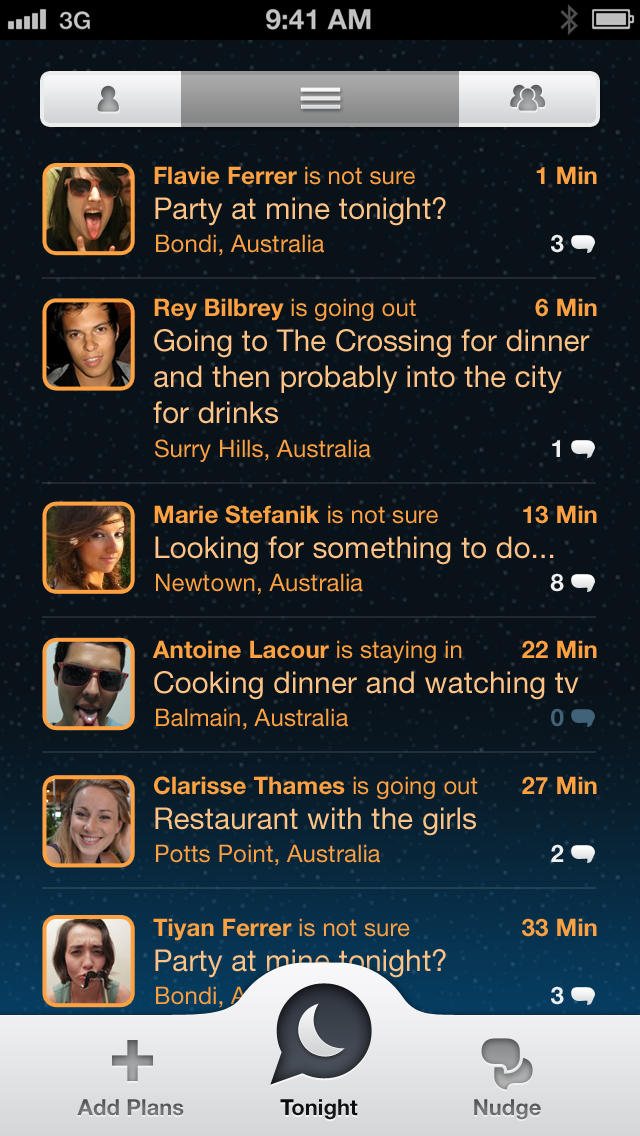 3G 9:41 AM
Flavie Ferrer is not sure 1 Min
Party at mine tonight?
Bondi, Australia 3
Rey Bilbrey is going out 6 Min
Going to The Crossing for dinner
and then probably into the city
for drinks
Surry Hills, Australia 1
Marie Stefanik is not sure 13 Min
Looking for something to do...
Newtown, Australia 8
Antoine Lacour is staying in 22 Min
Cooking dinner and watching tv
Balmain, Australia 0
Clarisse Thames is going out 27 Min
Restaurant with the girls
Potts Point, Australia 2
Tiyan Ferrer is not sure 33 Min
Party at mine tonight?
Bondi, A 3
Add Plans Tonight Nudge